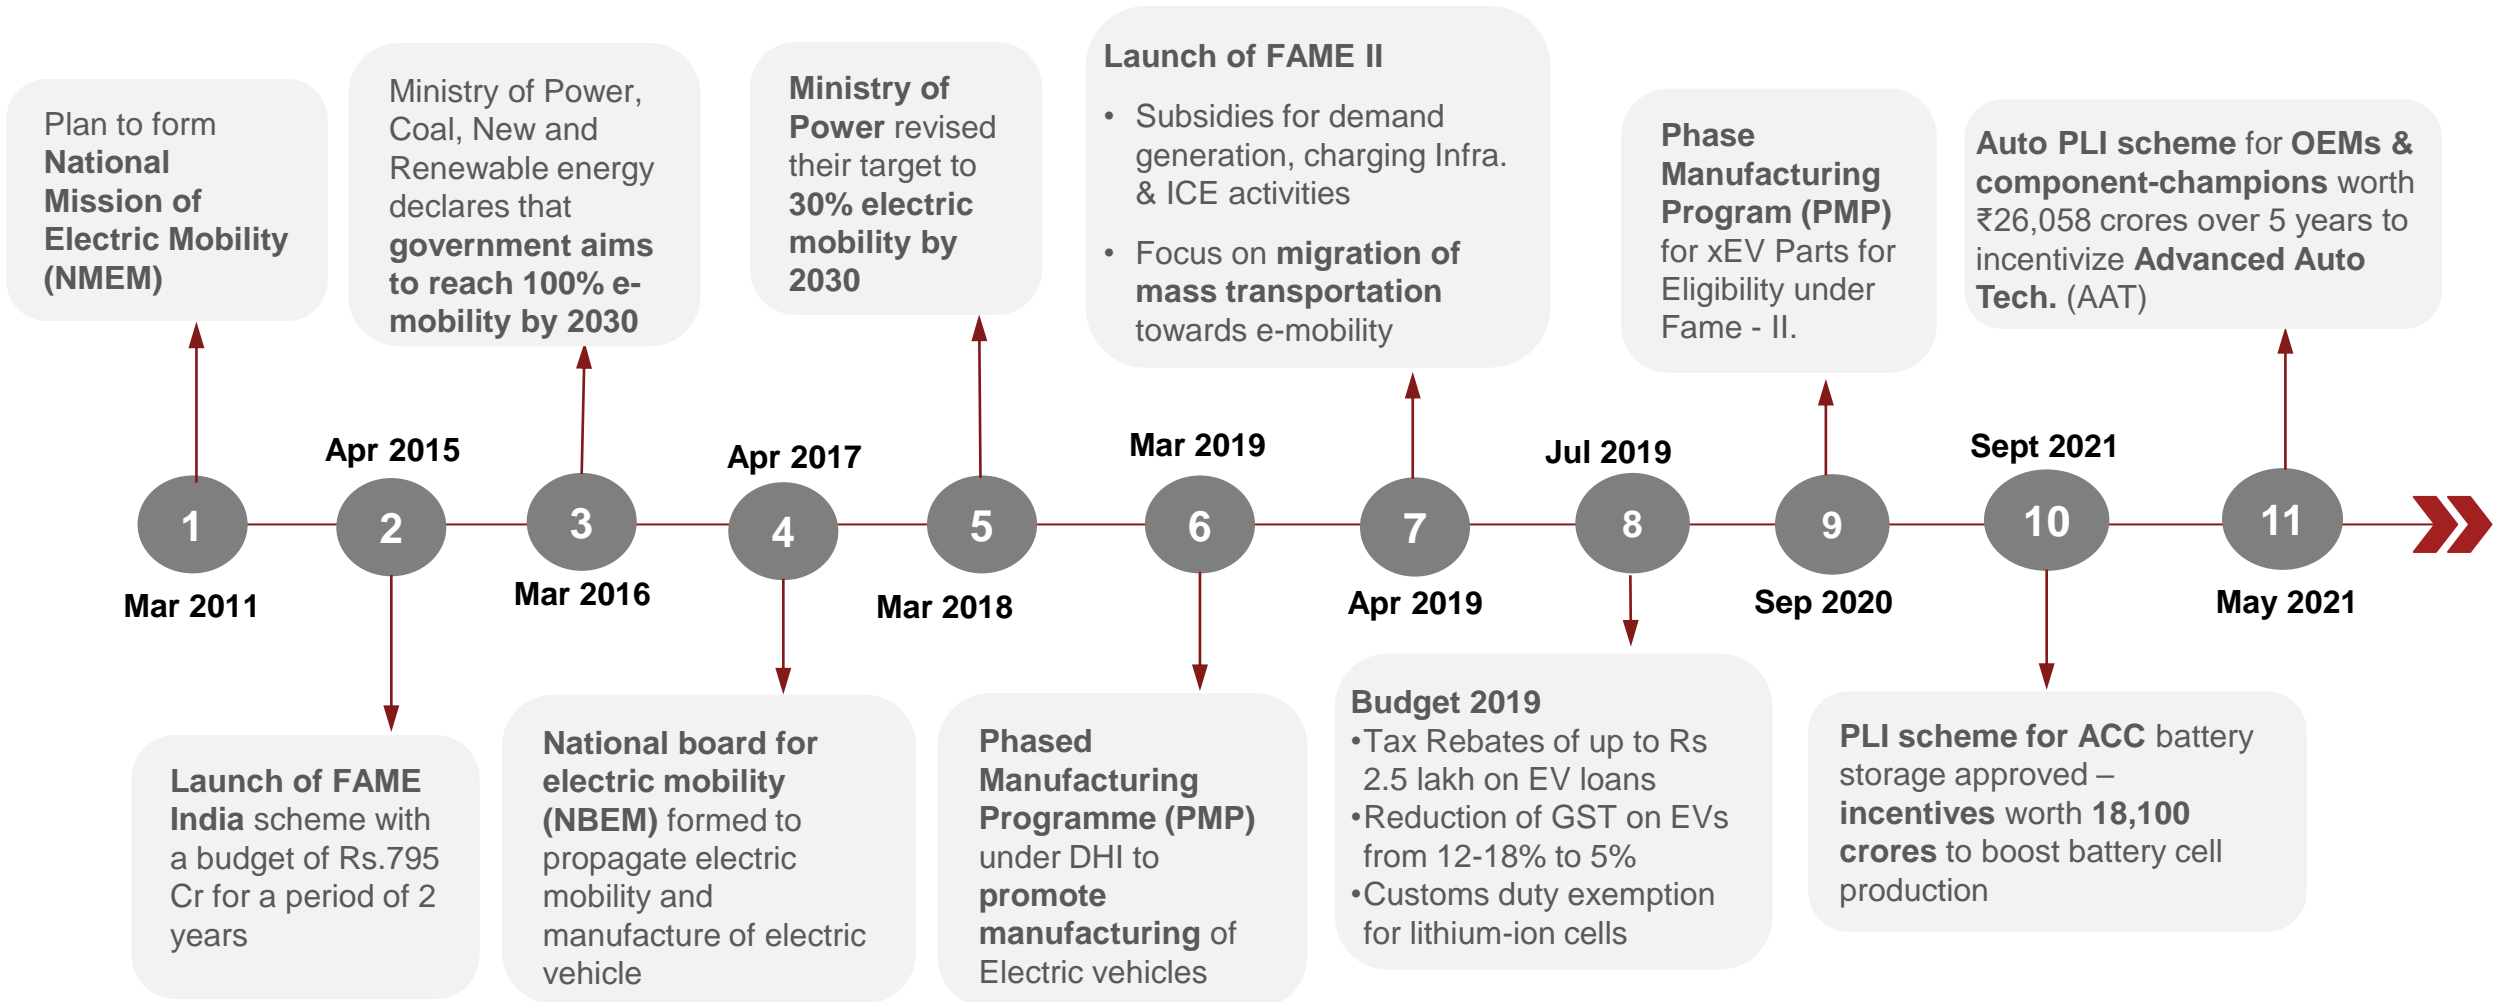 Plan to form
National
Mission of
Electric Mobility
(NMEM)
Ministry of Power,
Coal, New and
Renewable energy
declares that
government aims
to reach 100% e-
mobility by 2030
Ministry of
Power revised
their target to
30% electric
mobility by
2030
Launch of FAME II
• Subsidies for demand
generation, charging Infra.
& ICE activities
• Focus on migration of
mass transportation
towards e-mobility
Phase
Manufacturing
Program (PMP)
for xEV Parts for
Eligibility under
Fame - II.
Auto PLI scheme for OEMs &
component-champions worth
₹26,058 crores over 5 years to
incentivize Advanced Auto
Tech. (AAT)
Apr 2015
Apr 2017
Mar 2019
Jul 2019
Sept 2021
1
2
3
4
5
6
7
8
9
10
11
Mar 2011
Mar 2016
Mar 2018
Apr 2019
Sep 2020
May 2021
Launch of FAME
India scheme with
a budget of Rs.795
Cr for a period of 2
years
National board for
electric mobility
(NBEM) formed to
propagate electric
mobility and
manufacture of electric
vehicle
Phased
Manufacturing
Programme (PMP)
under DHI to
promote
manufacturing of
Electric vehicles
Budget 2019
•Tax Rebates of up to Rs
2.5 lakh on EV loans
•Reduction of GST on EVs
from 12-18% to 5%
•Customs duty exemption
for lithium-ion cells
PLI scheme for ACC battery
storage approved –
incentives worth 18,100
crores to boost battery cell
production